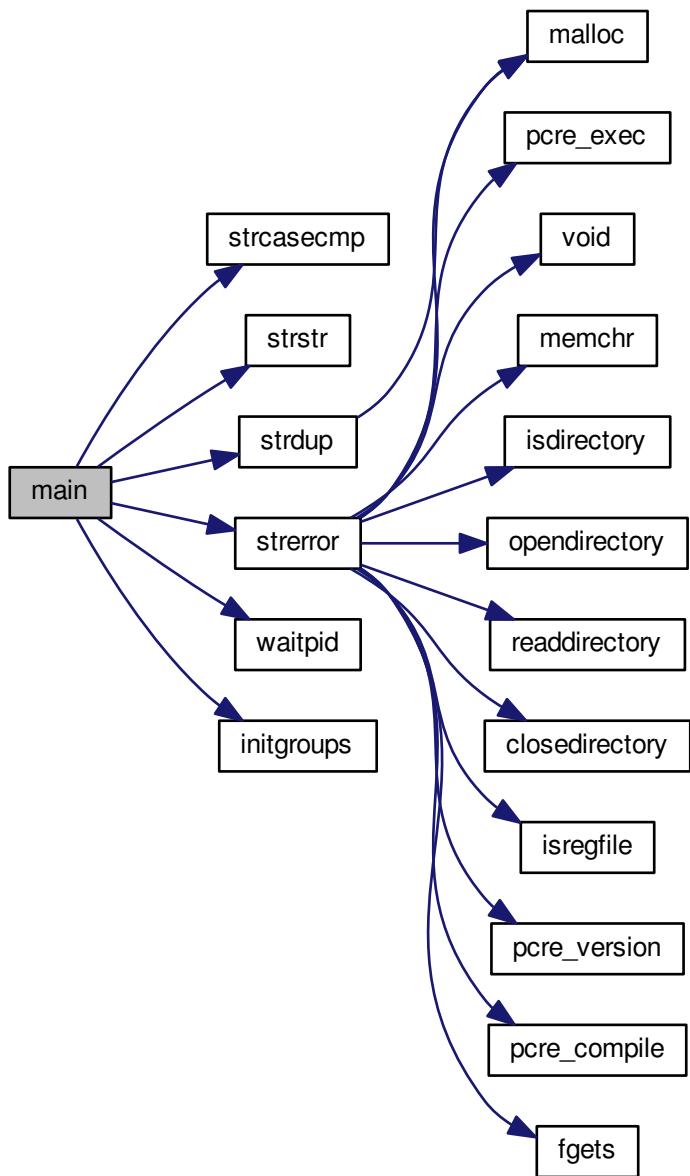 malloc
pcre_exec
strcasecmp
void
strstr
memchr
strdup
isdirectory
main
strerror
opendirectory
waitpid
readdirectory
initgroups
closedirectory
isregfile
pcre_version
pcre_compile
fgets